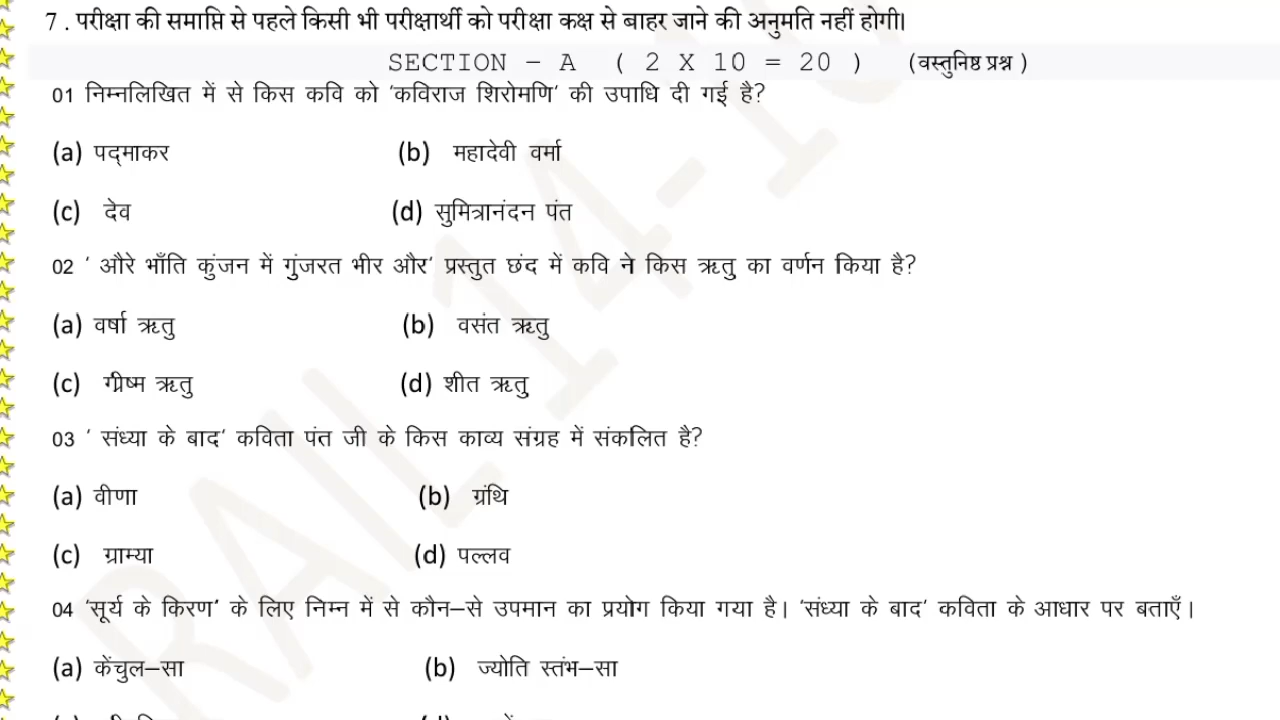 7 . परीक्षा की समाप्ति से पहले किसी भी परीक्षार्थी को परीक्षा कक्ष से बाहर जाने की अनुमति नहीं होगी।
SECTION – A ( 2 X 10 = 20 ) (वस्तुनिष्ठ प्रश्न )
01 निम्नलिखित में से किस कवि को 'कविराज शिरोमणि' की उपाधि दी गई है?
(a) पद्माकर (b) महादेवी वर्मा
(c) देव (d) सुमित्रानंदन पंत
02 ' औरे भाँति कुंजन में गुंजरत भीर और' प्रस्तुत छंद में कवि ने किस ऋतु का वर्णन किया है?
(a) वर्षा ऋतु (b) वसंत ऋतु
(c) ग्रीष्म ऋतु (d) शीत ऋतु
03 ' संध्या के बाद' कविता पंत जी के किस काव्य संग्रह में संकलित है?
(a) वीणा (b) ग्रंथि
(c) ग्राम्या (d) पल्लव
04 'सूर्य के किरण' के लिए निम्न में से कौन–से उपमान का प्रयोग किया गया है। 'संध्या के बाद' कविता के आधार पर बताएँ।
(a) केंचुल–सा (b) ज्योति स्तंभ–सा